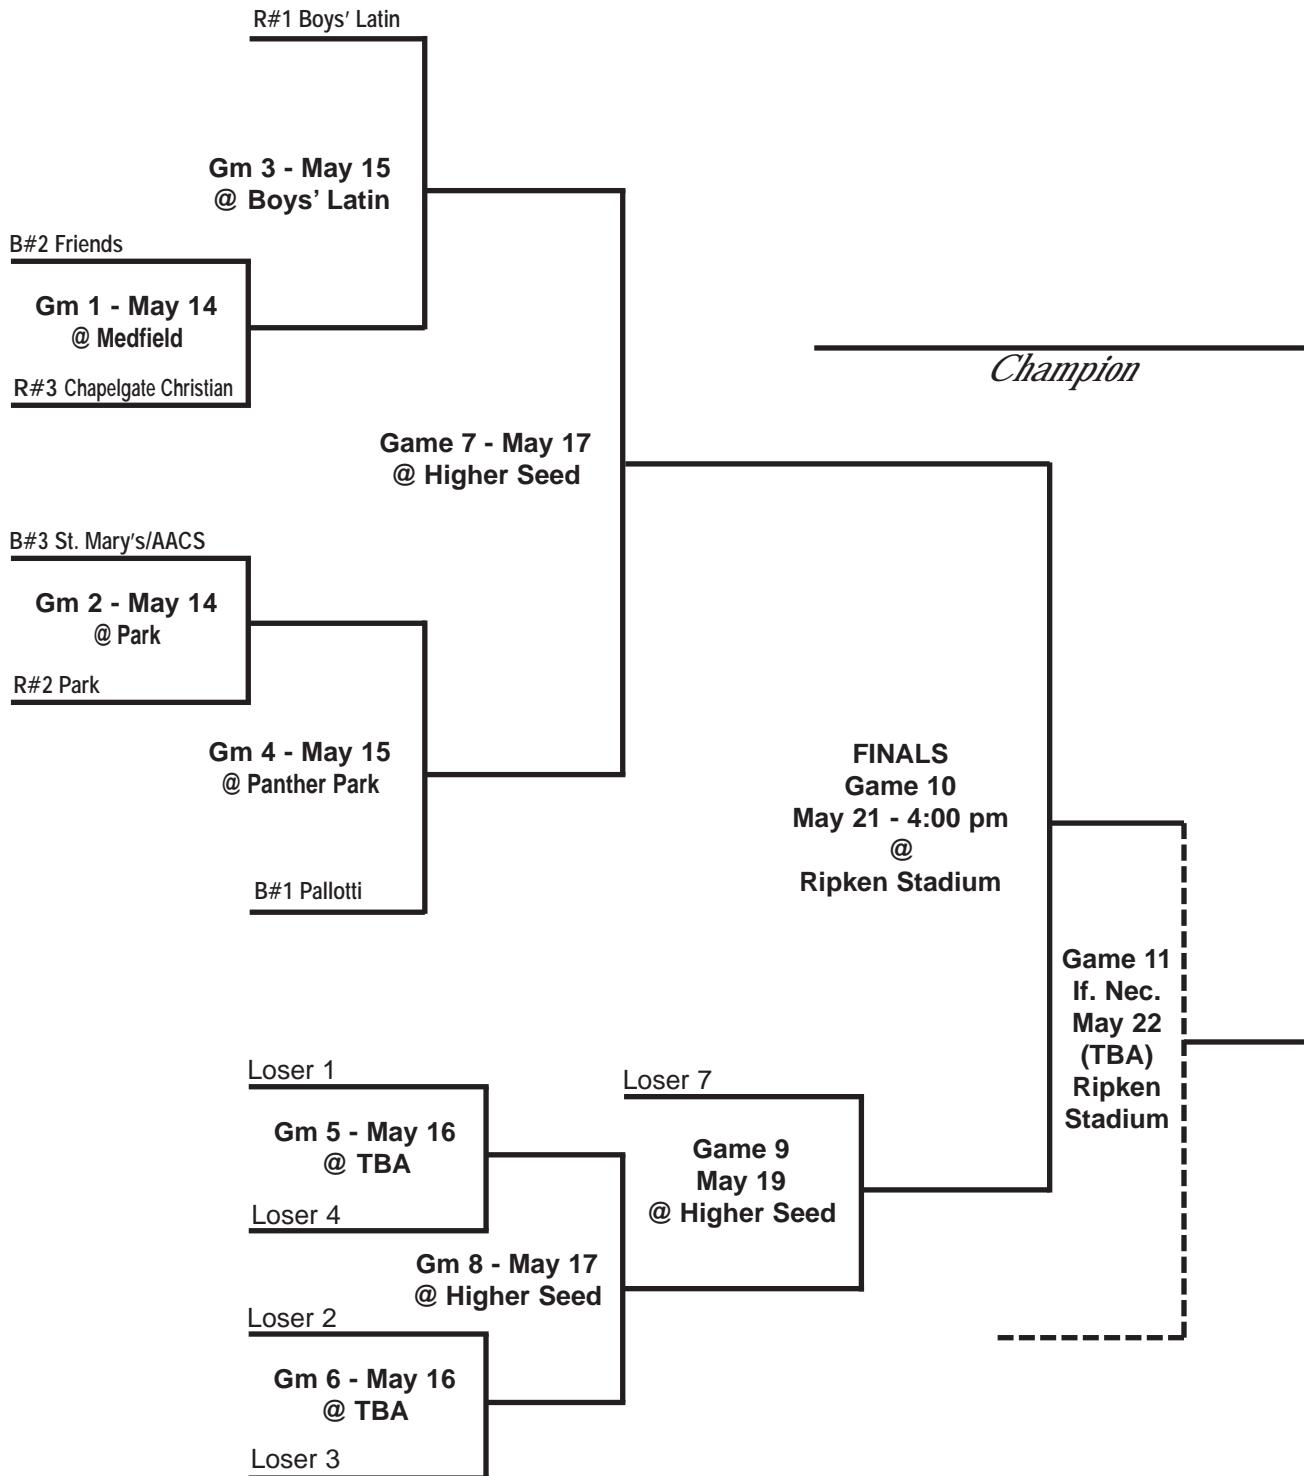 R#1 Boys' Latin
Gm 3 - May 15
@ Boys’ Latin
B#2 Friends
Gm 1 - May 14
@ Medfield
R#3 Chapelgate Christian
Champion
Game 7 - May 17
@ Higher Seed
B#3 St. Mary's/AACS
Gm 2 - May 14
@ Park
R#2 Park
Gm 4 - May 15
@ Panther Park
B#1 Pallotti
FINALS
Game 10
May 21 - 4:00 pm
@
Ripken Stadium
Game 11
If. Nec.
May 22
(TBA)
Ripken
Stadium
Loser 1
Gm 5 - May 16
@ TBA
Loser 4
Loser 7
Game 9
May 19
@ Higher Seed
Gm 8 - May 17
@ Higher Seed
Loser 2
Gm 6 - May 16
@ TBA
Loser 3